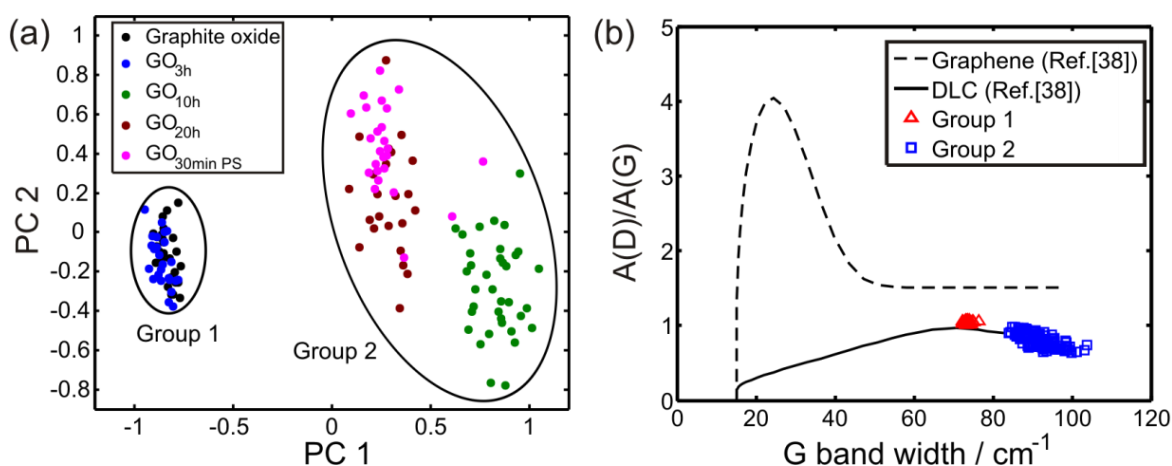 (a)
Graphite oxide
GO3h
GO10h
GO20h
GO30min PS
Group 1
Group 2
PC 2
1
0.8
0.6
0.4
0.2
0
-0.2
-0.4
-0.6
-0.8
-1
-0.5
0
0.5
1
PC 1
(b)
Graphene (Ref.[38])
DLC (Ref.[38])
Group 1
Group 2
A(D)/A(G)
5
4
3
2
1
0
0
20
40
60
80
100
120
G band width / cm-1